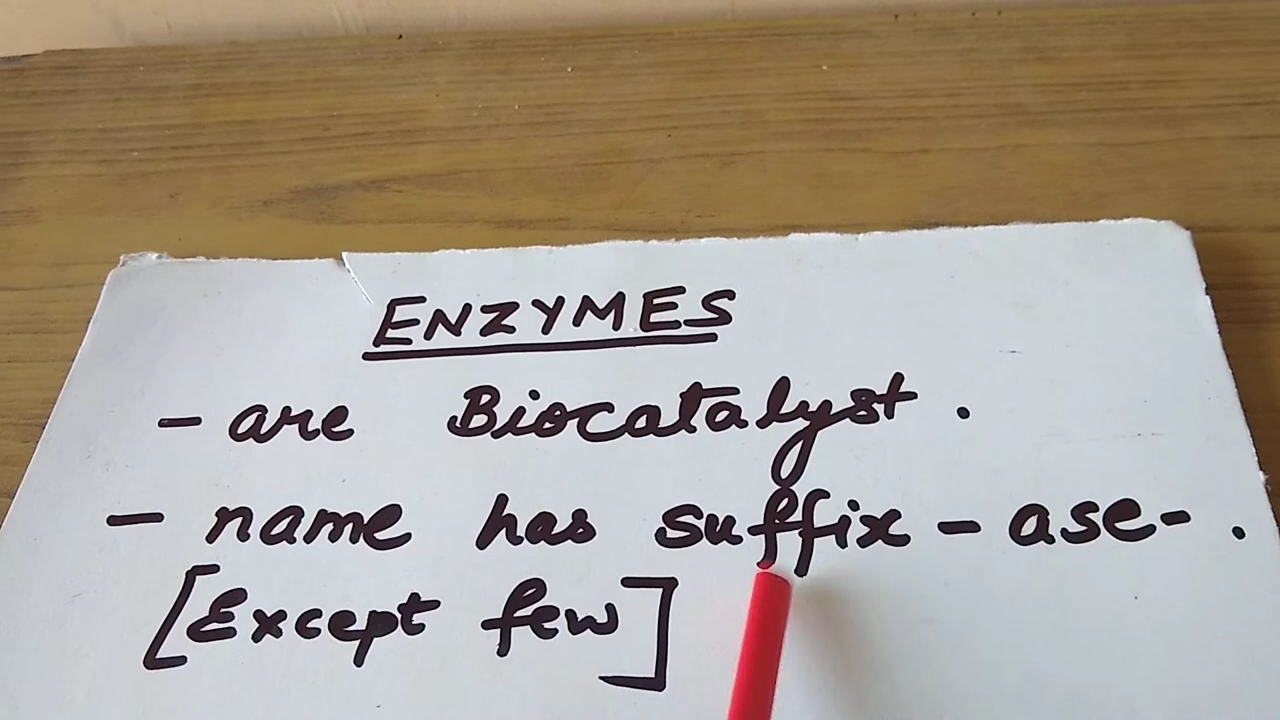 ENZYMES
- are Biocatalyst.
- name has suffix - ase-.
[Except few]